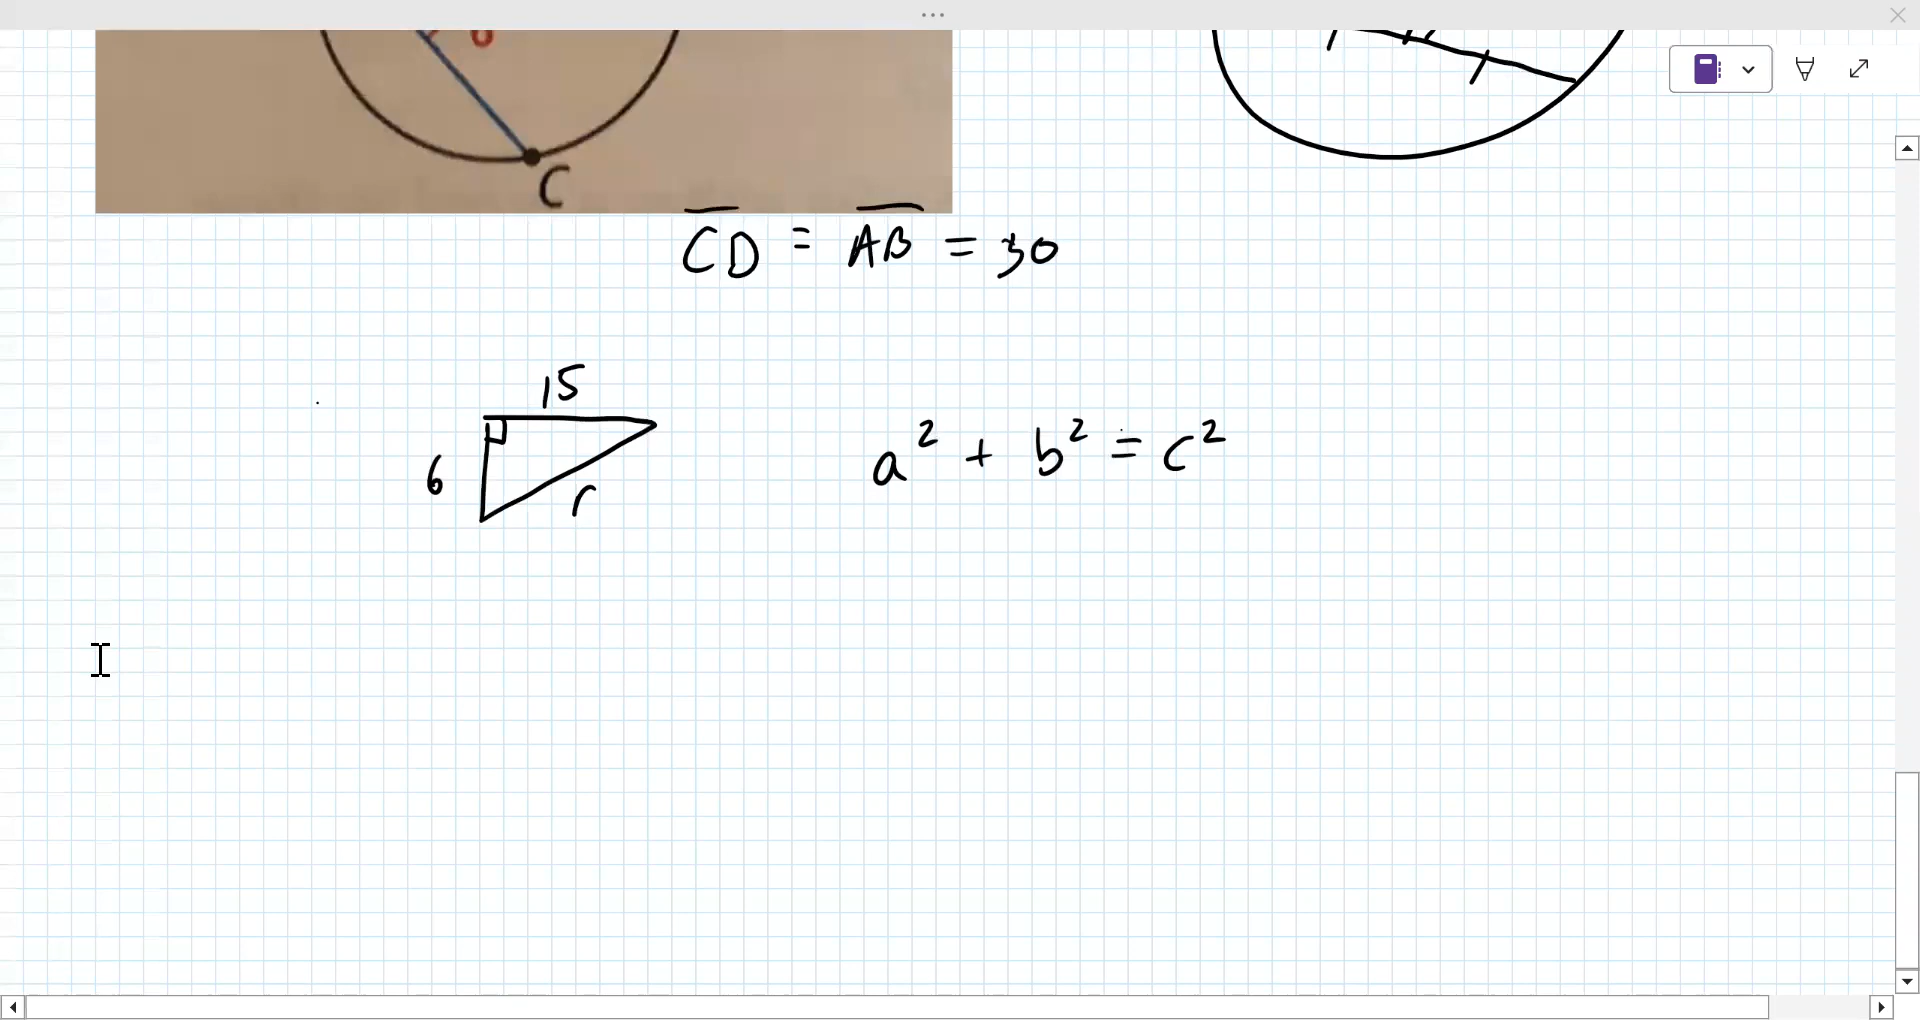 C
CD = AB = 30
15
6
r
a² + b² = c²